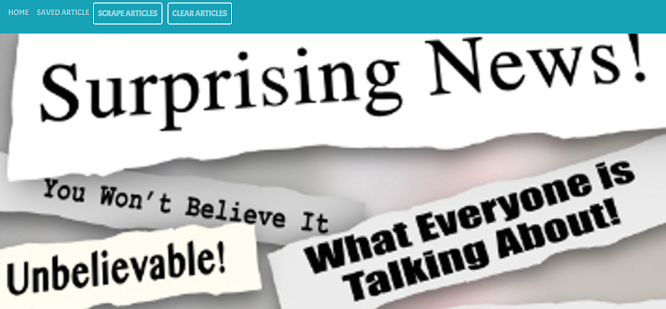 HOME SAVED ARTICLE SCRAPE ARTICLES CLEAR ARTICLES
Surprising News!
You Won't Believe It
What Everyone is
Talking About!
Unbelievable!